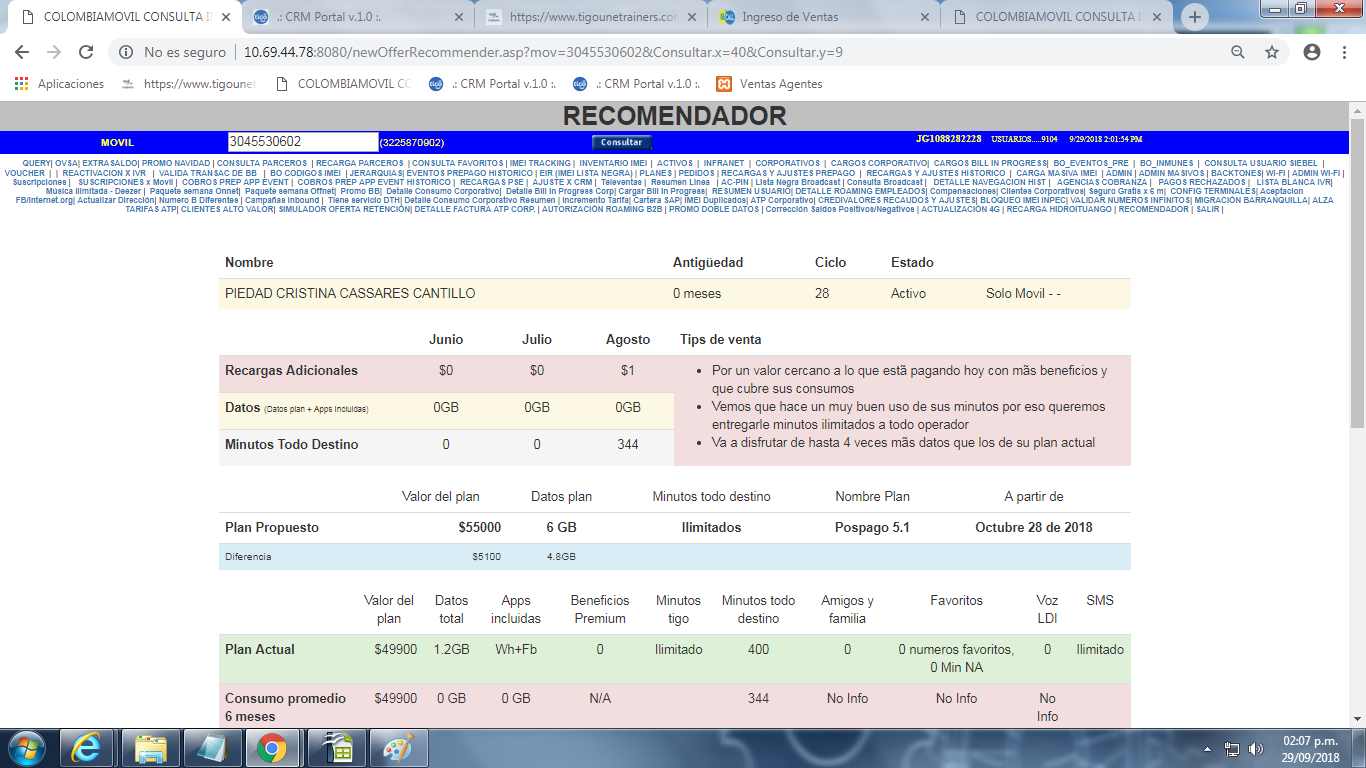 COLOMBIAMOVIL CONSULTA I
.: CRM Portal v.1.0 :.
https://www.tigounetrainers.co
Ingreso de Ventas
COLOMBIAMOVIL CONSULTA I
No es seguro | 10.69.44.78:8080/newOfferRecommender.asp?mov=3045530602&Consultar.x=40&Consultar.y=9
Aplicaciones
https://www.tigounet
COLOMBIAMOVIL CO
.: CRM Portal v.1.0 :.
.: CRM Portal v.1.0 :.
Ventas Agentes
RECOMENDADOR
MOVIL 3045530602 (3225870902) Consultar JG1088282228 USUARIOS.....9104 9/29/2018 2:01:54 PM
QUERY| OVSA| EXTRASALDO| PROMO NAVIDAD | CONSULTA PARCEROS | RECARGA PARCEROS | CONSULTA FAVORITOS | IMEI TRACKING | INVENTARIO IMEI | ACTIVOS | INFRANET | CORPORATIVOS | CARGOS CORPORATIVO| CARGOS BILL IN PROGRESS| BO_EVENTOS_PRE | BO_INMUNES | CONSULTA USUARIO SIEBEL |
VOUCHER | | REACTIVACION X IVR | VALIDA TRANSAC DE BB | BO CODIGOS IMEI | JERARQUIAS| EVENTOS PREPAGO HISTORICO | EIR (IMEI LISTA NEGRA) | PLANES | PEDIDOS | RECARGAS Y AJUSTES PREPAGO | RECARGAS Y AJUSTES HISTORICO | CARGA MASIVA IMEI | ADMIN | ADMIN MASIVOS | BACKTONES| WI-FI | ADMIN WI-FI |
Suscripciones | SUSCRIPCIONES x Movil | COBROS PREP APP EVENT | COBROS PREP APP EVENT HISTORICO | RECARGAS PSE | AJUSTE X CRM | Televentas | Resumen Linea | AC-PIN | Lista Negra Broadcast | Consulta Broadcast | DETALLE NAVEGACION HIST | AGENCIAS COBRANZA | PAGOS RECHAZADOS | LISTA BLANCA IVR|
Musica Ilimitada - Deezer | Paquete semana Onnet| Paquete semana Offnet| Promo BB| Detalle Consumo Corporativo| Detalle Bill In Progress Corp| Cargar Bill In Progress| RESUMEN USUARIO| DETALLE ROAMING EMPLEADOS| Compensaciones| Clientes Corporativos| Seguro Gratis x 6 m| CONFIG TERMINALES| Aceptacion
FB/Internet.org| Actualizar Dirección| Numero B Diferentes | Campañas Inbound | Tiene servicio DTH| Detalle Consumo Corporativo Resumen | Incremento Tarifa| Cartera SAP| IMEI Duplicados| ATP Corporativo| CREDIVALORES RECAUDOS Y AJUSTES| BLOQUEO IMEI INPEC| VALIDAR NUMEROS INFINITOS| MIGRACIÓN BARRANQUILLA| ALZA
TARIFAS ATP| CLIENTES ALTO VALOR| SIMULADOR OFERTA RETENCIÓN| DETALLE FACTURA ATP CORP. | AUTORIZACIÓN ROAMING B2B | PROMO DOBLE DATOS | Corrección Saldos Positivos/Negativos | ACTUALIZACIÓN 4G | RECARGA HIDROITUANGO | RECOMENDADOR | SALIR |
Nombre Antigüedad Ciclo Estado
PIEDAD CRISTINA CASSARES CANTILLO 0 meses 28 Activo Solo Movil - -
Junio Julio Agosto Tips de venta
Recargas Adicionales $0 $0 $1
Datos (Datos plan + Apps incluidas) 0GB 0GB 0GB
Minutos Todo Destino 0 0 344
• Por un valor cercano a lo que estã pagando hoy con mãs beneficios y
que cubre sus consumos
• Vemos que hace un muy buen uso de sus minutos por eso queremos
entregarle minutos ilimitados a todo operador
• Va a disfrutar de hasta 4 veces mãs datos que los de su plan actual
Valor del plan Datos plan Minutos todo destino Nombre Plan A partir de
Plan Propuesto $55000 6 GB Ilimitados Pospago 5.1 Octubre 28 de 2018
Diferencia $5100 4.8GB
Valor del plan Datos total Apps incluidas Beneficios Premium Minutos tigo Minutos todo destino Amigos y familia Favoritos Voz LDI SMS
Plan Actual $49900 1.2GB Wh+Fb 0 Ilimitado 400 0 0 numeros favoritos, 0 Min NA 0 Ilimitado
Consumo promedio 6 meses $49900 0 GB 0 GB N/A 344 No Info No Info No Info
02:07 p.m.
29/09/2018